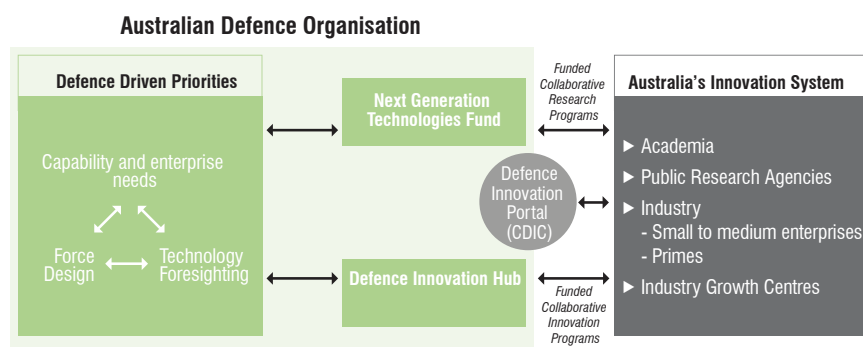 Australian Defence Organisation
Defence Driven Priorities
Capability and enterprise
needs
Force
Design
Technology
Foresighting
Next Generation
Technologies Fund
Defence Innovation Hub
Defence
Innovation
Portal
(CDIC)
Funded
Collaborative
Research
Programs
Funded
Collaborative
Innovation
Programs
Australia’s Innovation System
▶ Academia
▶ Public Research Agencies
▶ Industry
- Small to medium enterprises
- Primes
▶ Industry Growth Centres